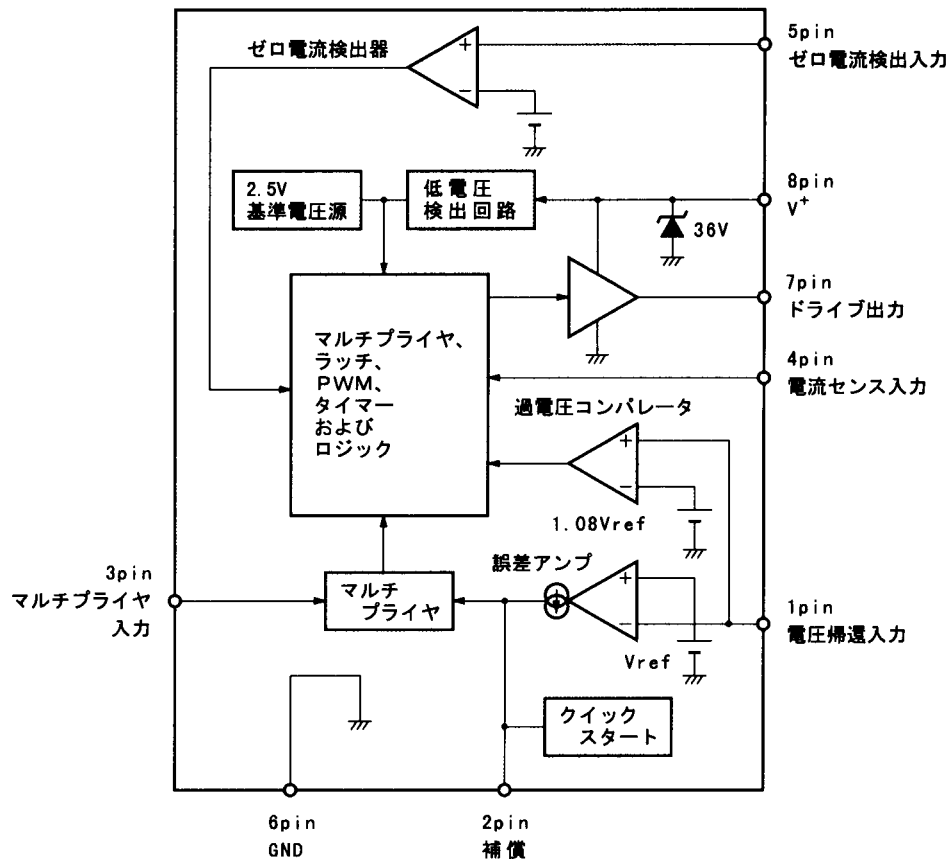 5pin
ゼロ電流検出入力
ゼロ電流検出器
+
−
2.5V
基準電圧源
低電圧
検出回路
8pin
V+
36V
7pin
ドライブ出力
マルチプライヤ、
ラッチ、
PWM、
タイマー
および
ロジック
4pin
電流センス入力
過電圧コンパレータ
+
−
1.08Vref
誤差アンプ
3pin
マルチプライヤ
入力
マルチ
プライヤ
+
−
Vref
1pin
電圧帰還入力
クイック
スタート
6pin
GND
2pin
補償